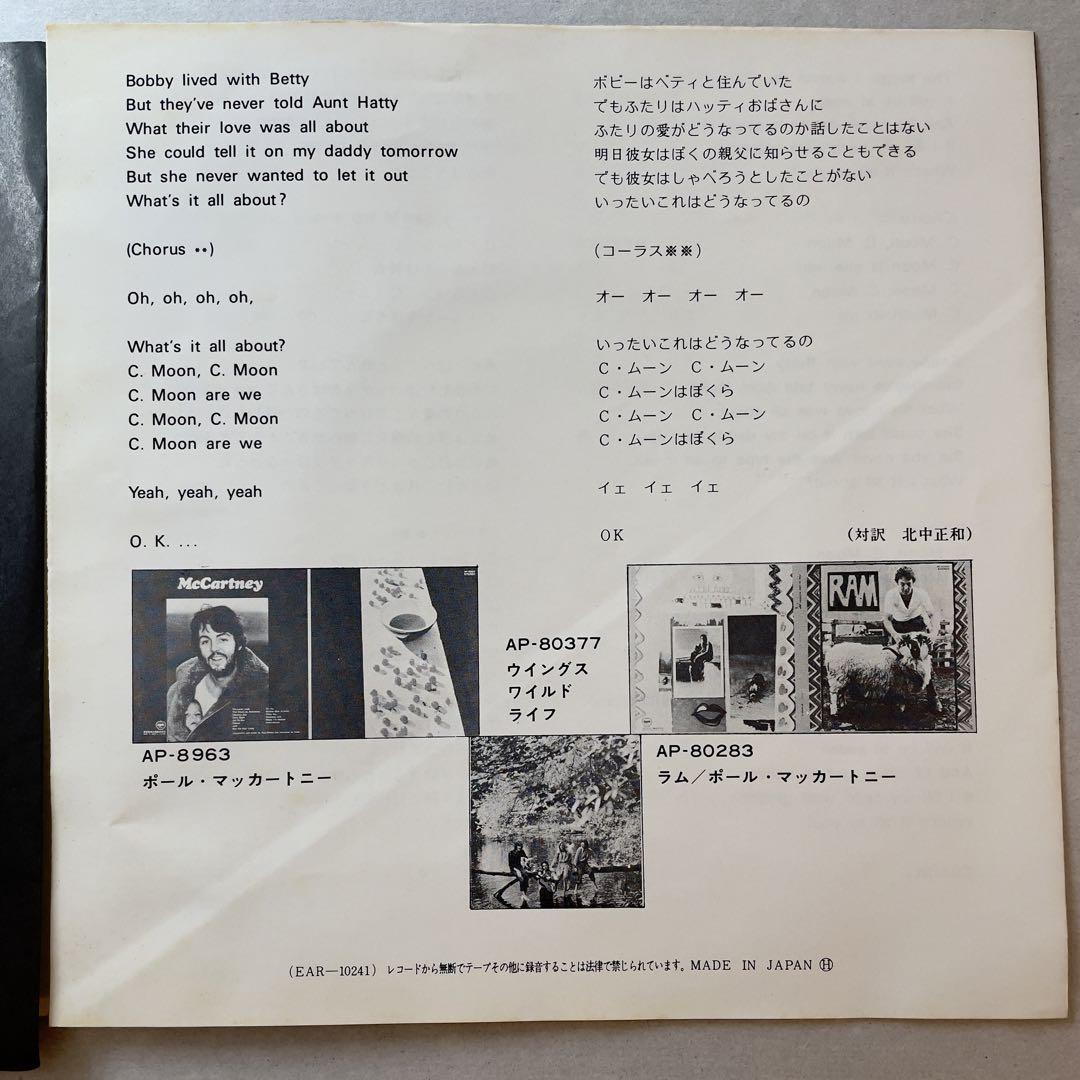 Bobby lived with Betty
But they've never told Aunt Hatty
What their love was all about
She could tell it on my daddy tomorrow
But she never wanted to let it out
What's it all about?
(Chorus ••)
Oh, oh, oh, oh,
What's it all about?
C. Moon, C. Moon
C. Moon are we
C. Moon, C. Moon
C. Moon are we
Yeah, yeah, yeah
O. K. ...
ボビーはベティと住んでいた
でもふたりはハッティおばさんに
ふたりの愛がどうなってるのか話したことはない
明日彼女はぼくの親父に知らせることもできる
でも彼女はしゃべろうとしたことがない
いったいこれはどうなってるの
(コーラス※※)
オー オー オー オー
いったいこれはどうなってるの
C・ムーン C・ムーン
C・ムーンはぼくら
C・ムーン C・ムーン
C・ムーンはぼくら
イェ イェ イェ
OK
(対訳 北中正和)
McCartney
AP-8963
ポール・マッカートニー
AP-80377
ウイングス
ワイルド
ライフ
RAM
AP-80283
ラム/ポール・マッカートニー
(EAR—10241) レコードから無断でテープその他に録音することは法律で禁じられています。MADE IN JAPAN Ⓗ